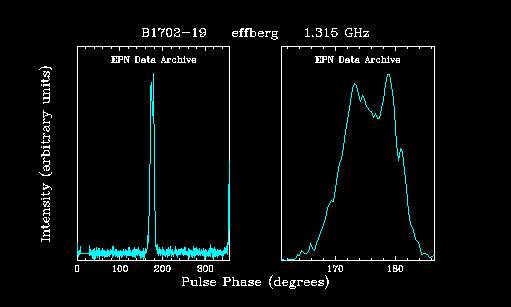 B1702-19 effberg 1.315 GHz
EPN Data Archive EPN Data Archive
Intensity (arbitrary units)
0 100 200 300 170 180
Pulse Phase (degrees)